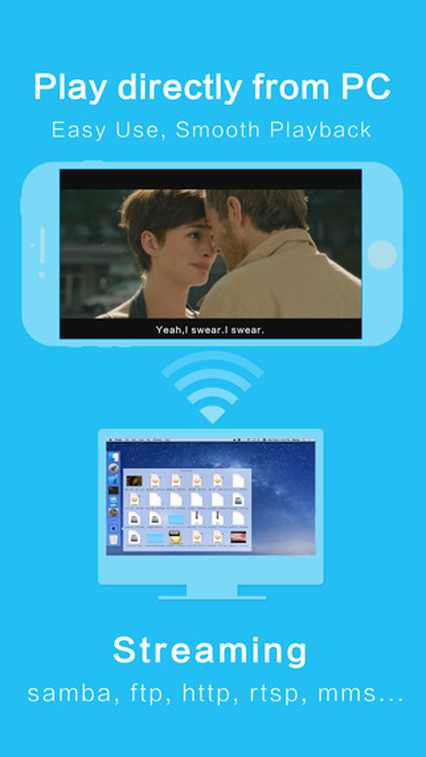 Play directly from PC
Easy Use, Smooth Playback
Yeah,I swear.I swear.
Streaming
samba, ftp, http, rtsp, mms...